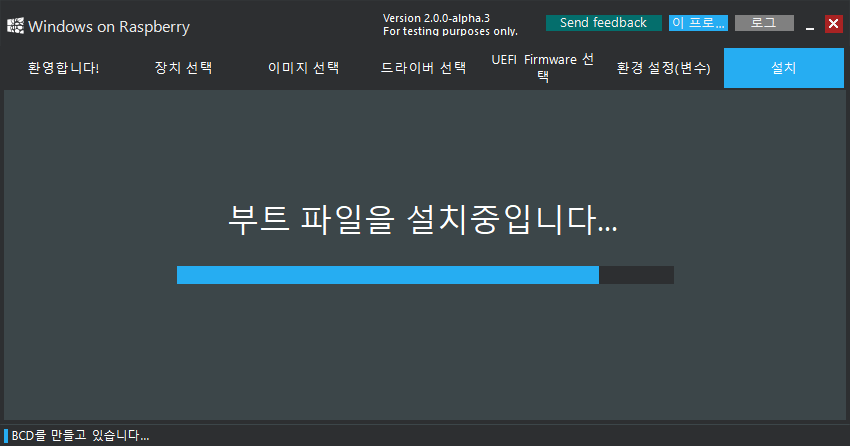 Windows on Raspberry
Version 2.0.0-alpha.3
For testing purposes only.
Send feedback
이 프로...
로그
환영합니다!
장치 선택
이미지 선택
드라이버 선택
UEFI Firmware 선
택
환경 설정(변수)
설치
부트 파일을 설치중입니다...
BCD를 만들고 있습니다...